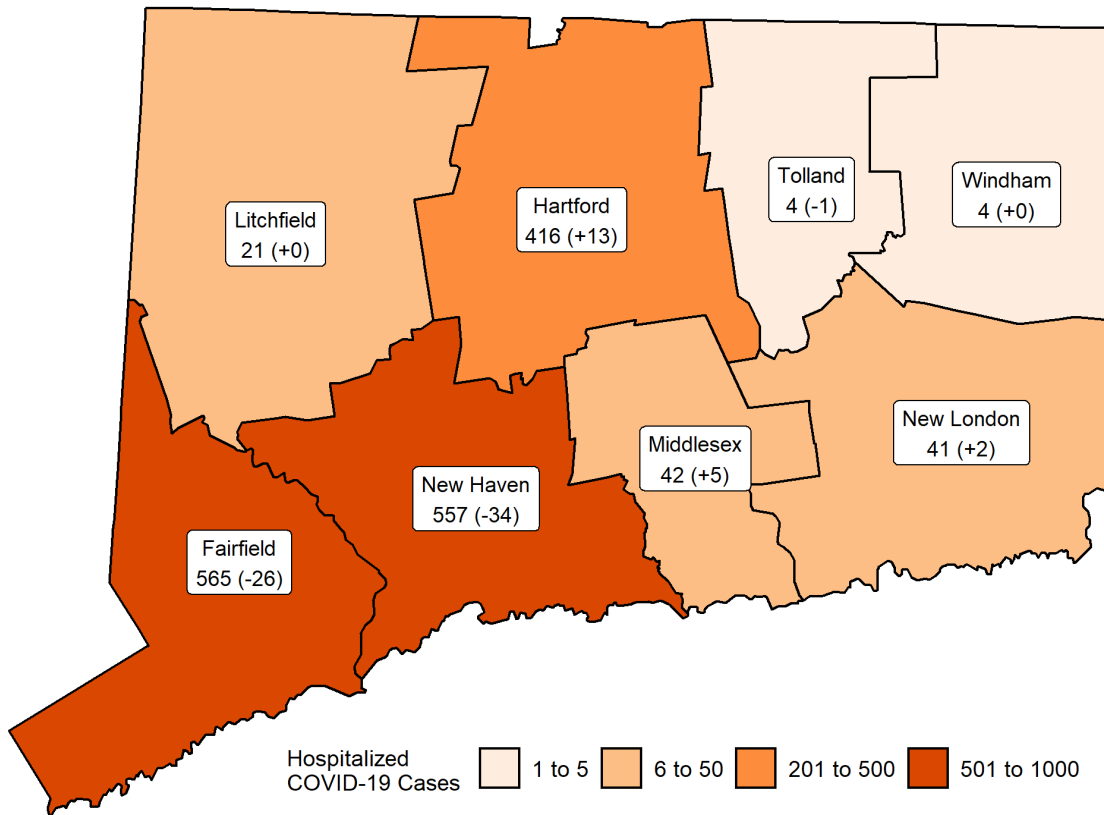 Tolland
4 (-1)
Windham
4 (+0)
Hartford
416 (+13)
Litchfield
21 (+0)
New London
41 (+2)
Middlesex
42 (+5)
New Haven
557 (-34)
Fairfield
565 (-26)
Hospitalized
COVID-19 Cases
1 to 5
6 to 50
201 to 500
501 to 1000